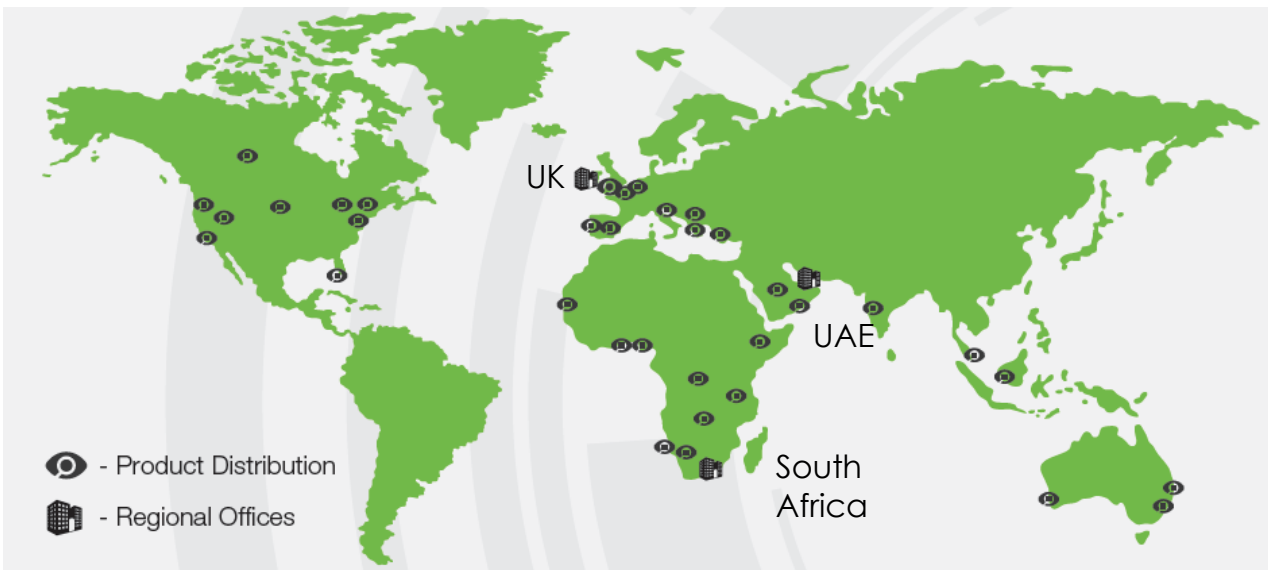 UK
UAE
South
Africa
- Product Distribution
- Regional Offices